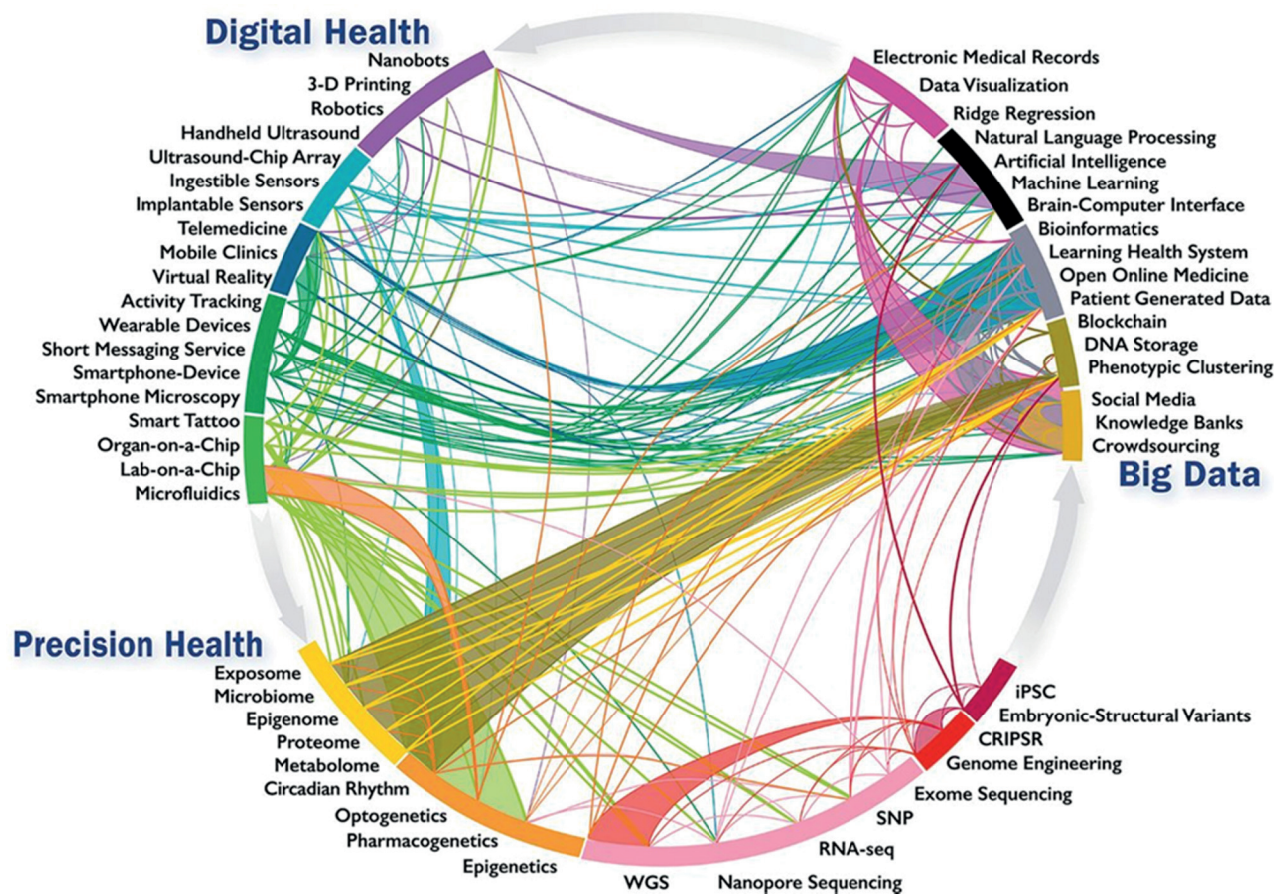 Digital Health
Nanobots
3-D Printing
Robotics
Handheld Ultrasound
Ultrasound-Chip Array
Ingestible Sensors
Implantable Sensors
Telemedicine
Mobile Clinics
Virtual Reality
Activity Tracking
Wearable Devices
Short Messaging Service
Smartphone-Device
Smartphone Microscopy
Smart Tattoo
Organ-on-a-Chip
Lab-on-a-Chip
Microfluidics
Electronic Medical Records
Data Visualization
Ridge Regression
Natural Language Processing
Artificial Intelligence
Machine Learning
Brain-Computer Interface
Bioinformatics
Learning Health System
Open Online Medicine
Patient Generated Data
Blockchain
DNA Storage
Phenotypic Clustering
Social Media
Knowledge Banks
Crowdsourcing
Big Data
Precision Health
Exposome
Microbiome
Epigenome
Proteome
Metabolome
Circadian Rhythm
Optogenetics
Pharmacogenetics
Epigenetics
WGS
Nanopore Sequencing
RNA-seq
SNP
Exome Sequencing
Genome Engineering
CRIPSR
Embryonic-Structural Variants
iPSC